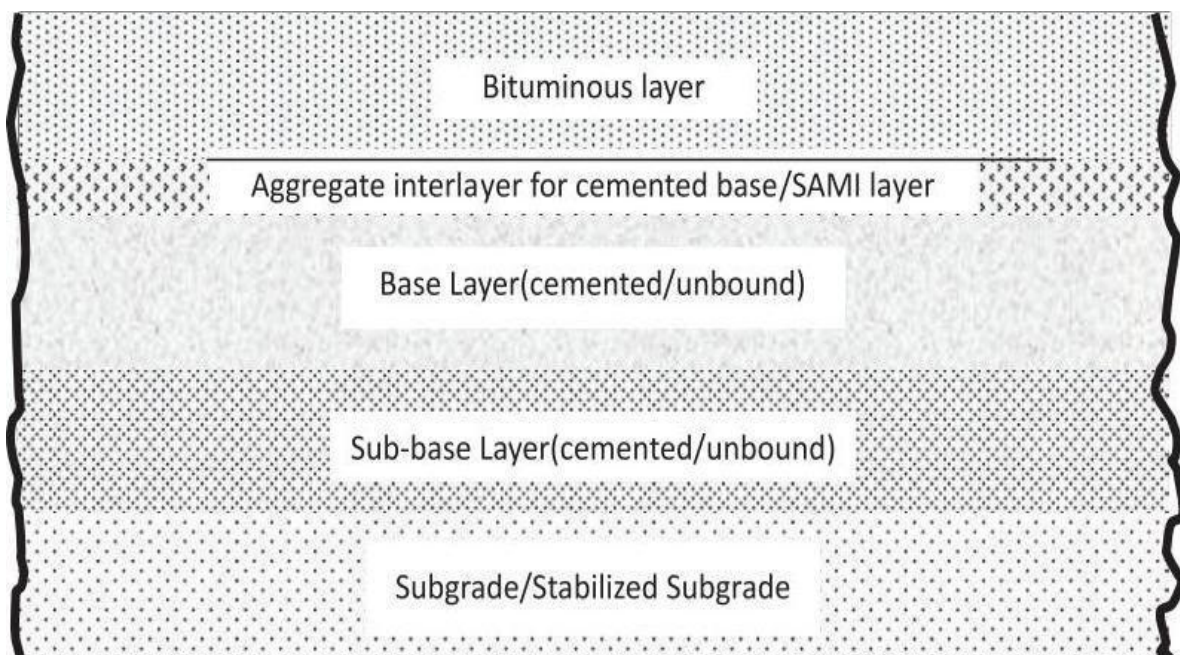 Bituminous layer
Aggregate interlayer for cemented base/SAMI layer
Base Layer(cemented/unbound)
Sub-base Layer(cemented/unbound)
Subgrade/Stabilized Subgrade